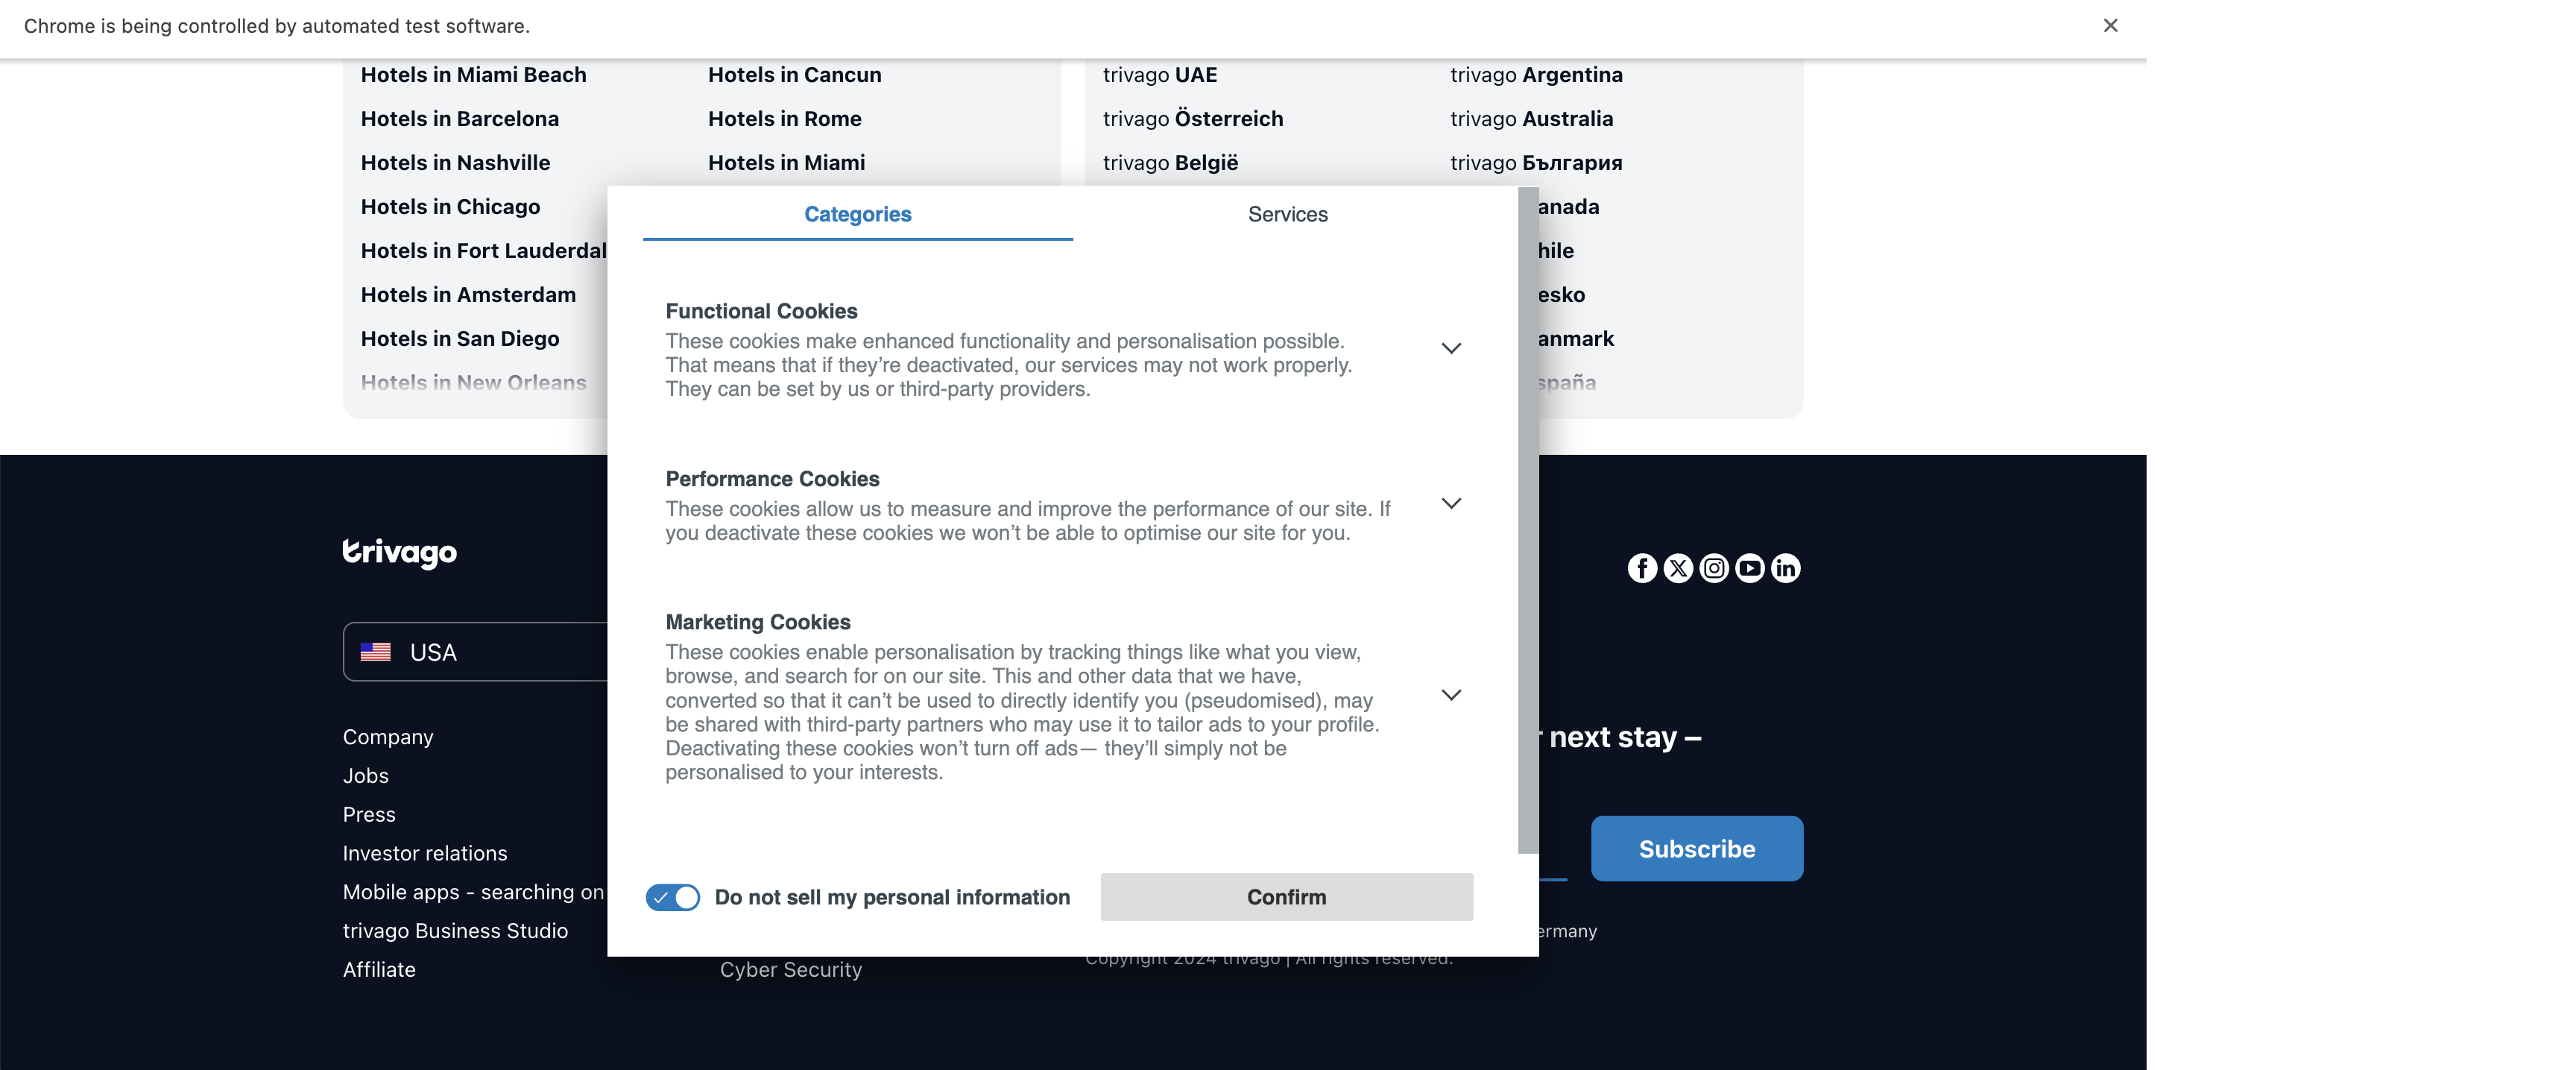 Chrome is being controlled by automated test software.
Hotels in Miami Beach
Hotels in Cancun
trivago UAE
trivago Argentina
Hotels in Barcelona
Hotels in Rome
trivago Österreich
trivago Australia
Hotels in Nashville
Hotels in Miami
trivago België
trivago България
Hotels in Chicago
anada
Hotels in Fort Lauderdal
hile
Hotels in Amsterdam
esko
Hotels in San Diego
anmark
Hotels in New Orleans
spaña
Categories
Services
Functional Cookies
These cookies make enhanced functionality and personalisation possible.
That means that if they’re deactivated, our services may not work properly.
They can be set by us or third-party providers.
Performance Cookies
These cookies allow us to measure and improve the performance of our site. If
you deactivate these cookies we won’t be able to optimise our site for you.
Marketing Cookies
These cookies enable personalisation by tracking things like what you view,
browse, and search for on our site. This and other data that we have,
converted so that it can’t be used to directly identify you (pseudomised), may
be shared with third-party partners who may use it to tailor ads to your profile.
Deactivating these cookies won’t turn off ads— they’ll simply not be
personalised to your interests.
Do not sell my personal information
Confirm
trivago
USA
Company
Jobs
Press
Investor relations
Mobile apps - searching on
trivago Business Studio
Affiliate
Cyber Security
next stay –
Subscribe
ermany
Copyright 2024 trivago | All rights reserved.